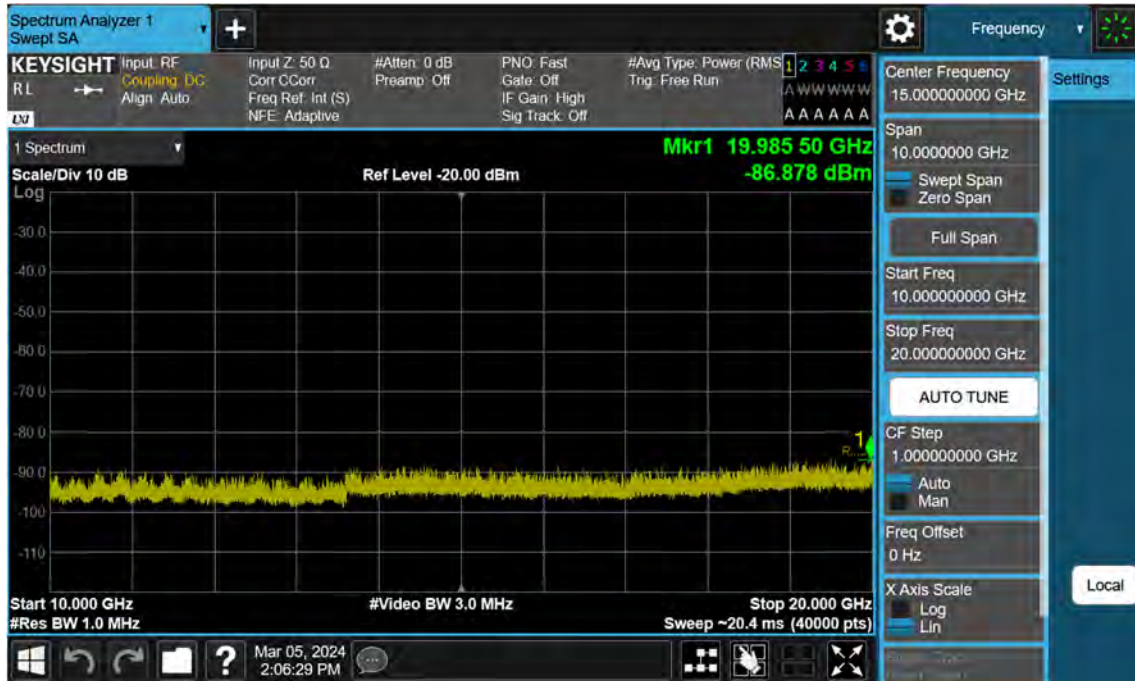 Spectrum Analyzer 1
Swept SA
Frequency
KEYSIGHT
RL
LXI
Input: RF
Coupling: DC
Align: Auto
Input Z: 50 Ω
Corr CCorr
Freq Ref: Int (S)
NFE: Adaptive
#Atten: 0 dB
Preamp: Off
PNO: Fast
Gate: Off
IF Gain: High
Sig Track: Off
#Avg Type: Power (RMS
Trig: Free Run
1 2 3 4 5 6
A W W W W W
A A A A A A
1 Spectrum
Mkr1 19.985 50 GHz
-86.878 dBm
Scale/Div 10 dB
Ref Level -20.00 dBm
Log
-30.0
-40.0
-50.0
-60.0
-70.0
-80.0
-90.0
-100
-110
1
Start 10.000 GHz
#Video BW 3.0 MHz
Stop 20.000 GHz
#Res BW 1.0 MHz
Sweep ~20.4 ms (40000 pts)
Mar 05, 2024
2:06:29 PM
?
Center Frequency
15.000000000 GHz
Settings
Span
10.0000000 GHz
Swept Span
Zero Span
Full Span
Start Freq
10.000000000 GHz
Stop Freq
20.000000000 GHz
AUTO TUNE
CF Step
1.000000000 GHz
Auto
Man
Freq Offset
0 Hz
X Axis Scale
Log
Lin
Local